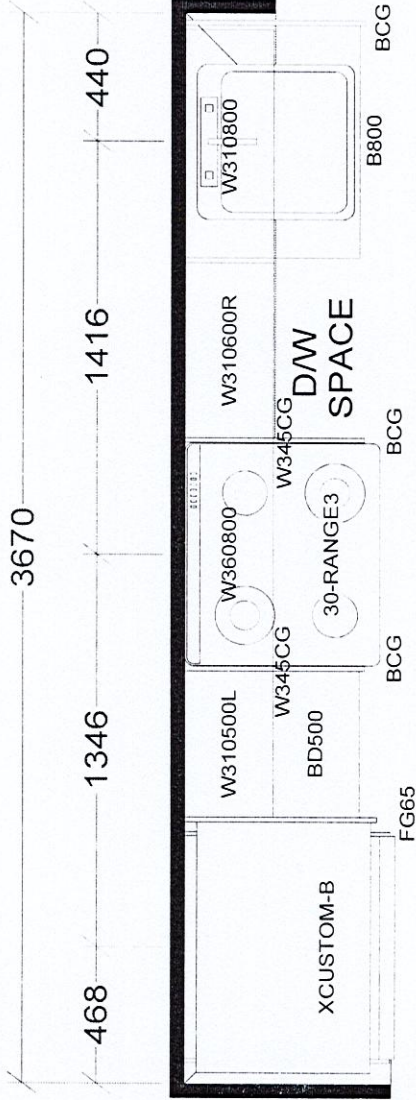 3670
468
1346
1416
440
W310500L
W360800
W310600R
W310800
W345CG
W345CG
D/W
SPACE
XCUSTOM-B
BD500
30-RANGE3
B800
FG65
BCG
BCG
BCG